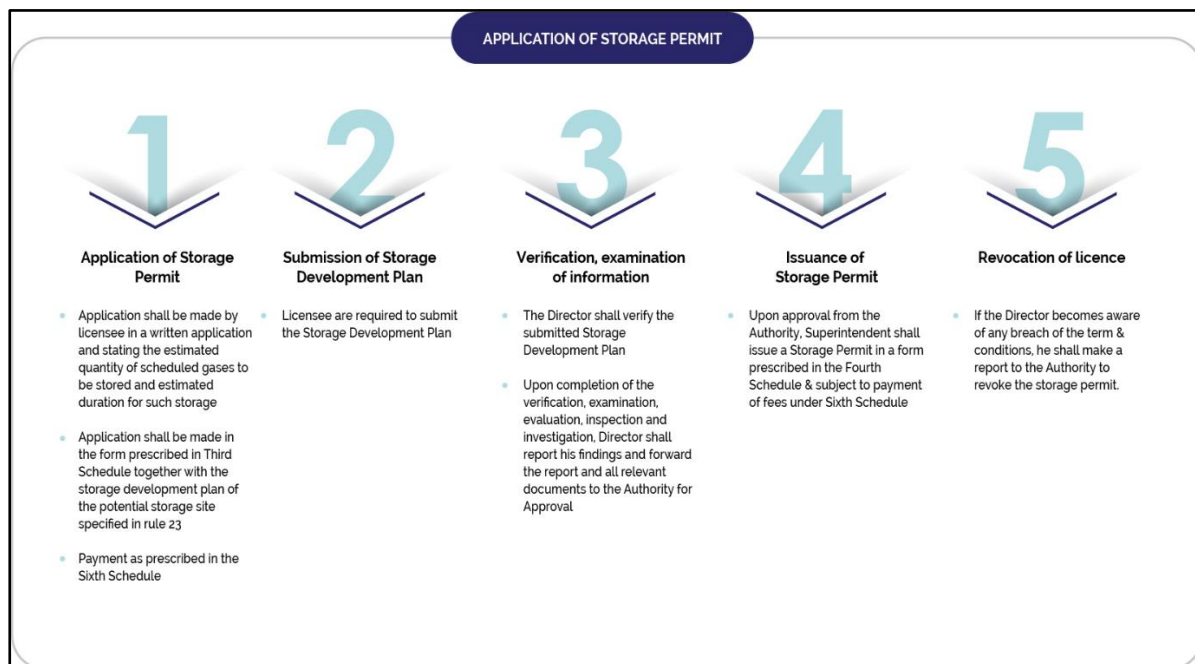 APPLICATION OF STORAGE PERMIT
1
Application of Storage
Permit
Application shall be made by
licensee in a written application
and stating the estimated
quantity of scheduled gases to
be stored and estimated
duration for such storage
Application shall be made in
the form prescribed in Third
Schedule together with the
storage development plan of
the potential storage site
specified in rule 23
Payment as prescribed in the
Sixth Schedule
2
Submission of Storage
Development Plan
Licensee are required to submit
the Storage Development Plan
3
Verification, examination
of information
The Director shall verify the
submitted Storage
Development Plan
Upon completion of the
verification, examination,
evaluation, inspection and
investigation, Director shall
report his findings and forward
the report and all relevant
documents to the Authority for
Approval
4
Issuance of
Storage Permit
Upon approval from the
Authority, Superintendent shall
issue a Storage Permit in a form
prescribed in the Fourth
Schedule & subject to payment
of fees under Sixth Schedule
5
Revocation of licence
If the Director becomes aware
of any breach of the term &
conditions, he shall make a
report to the Authority to
revoke the storage permit.